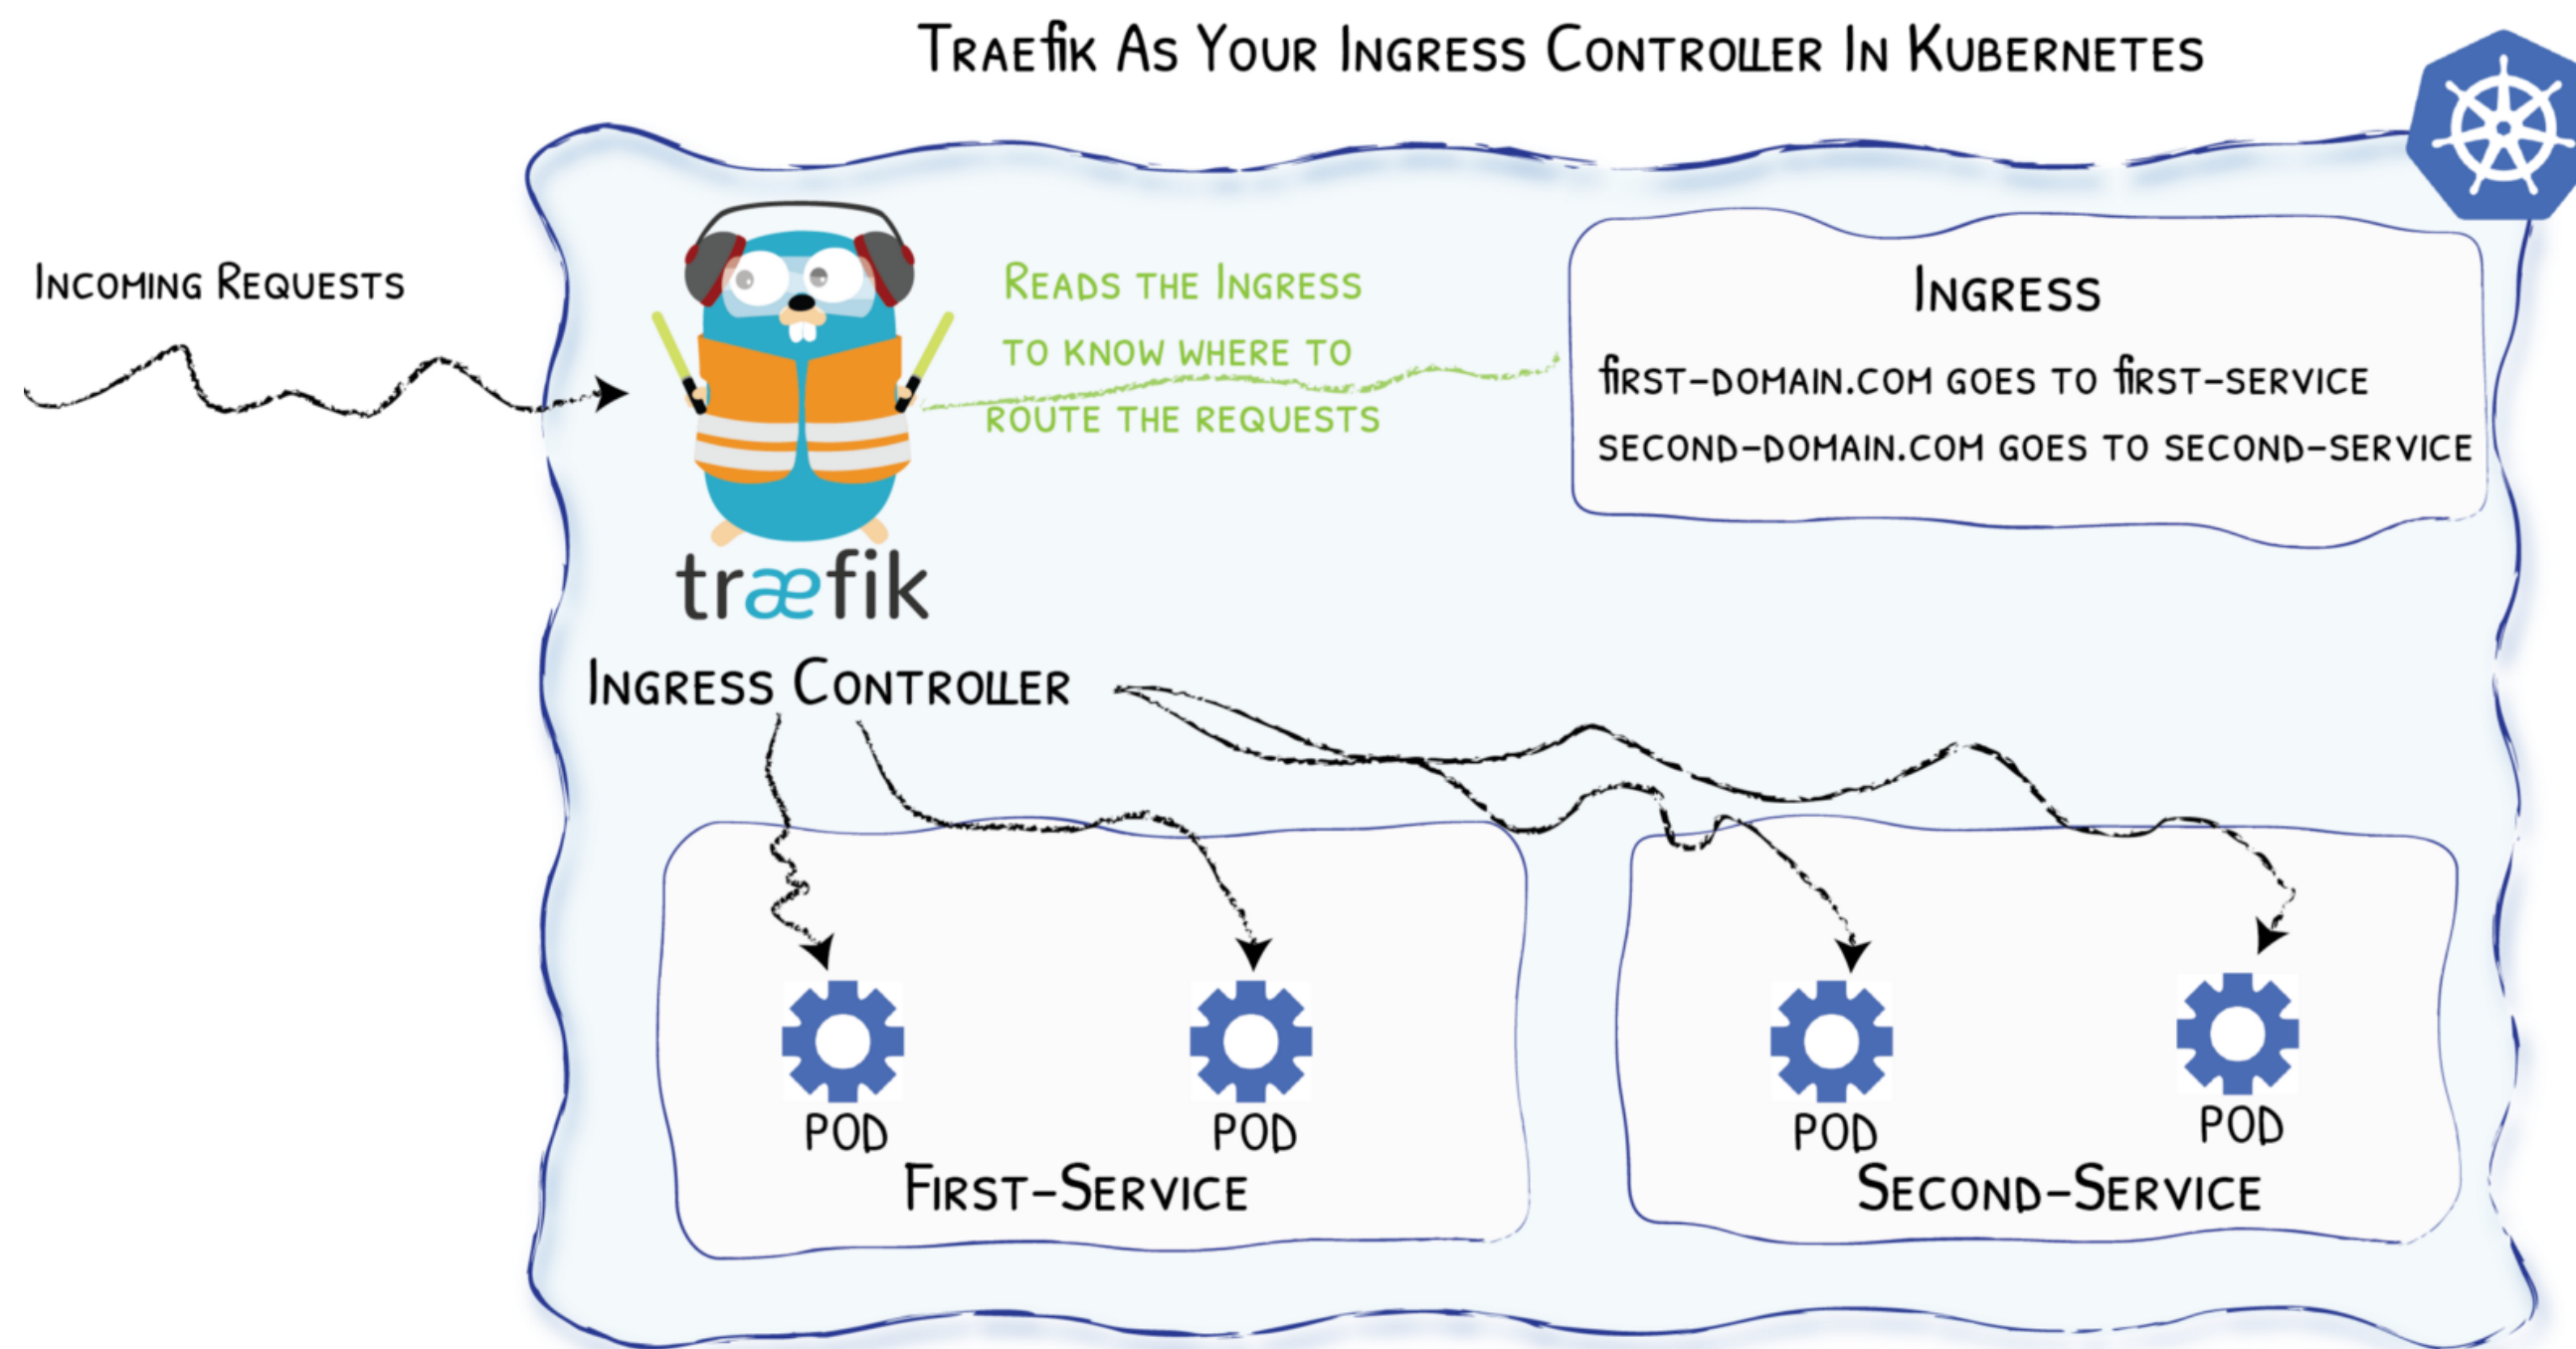 Traefik As Your Ingress Controller In Kubernetes
Incoming Requests
Reads the Ingress
to know where to
route the requests
Ingress
first-domain.com goes to first-service
second-domain.com goes to second-service
træfik
Ingress Controller
pod
pod
First-Service
pod
pod
Second-Service